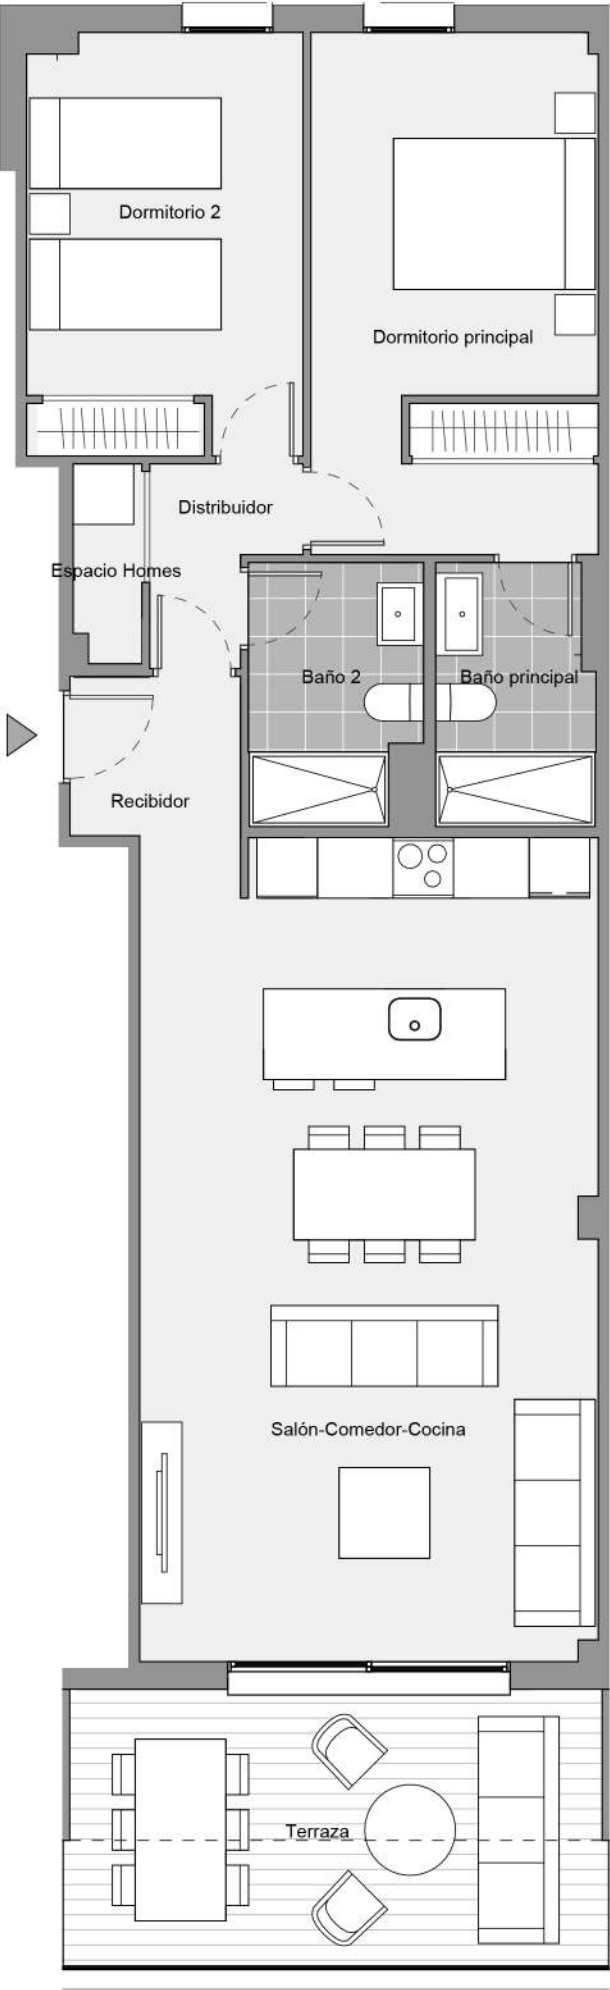 Dormitorio 2
Dormitorio principal
Distribuidor
Espacio Homes
Baño 2
Baño principal
Recibidor
Salón-Comedor-Cocina
Terraza